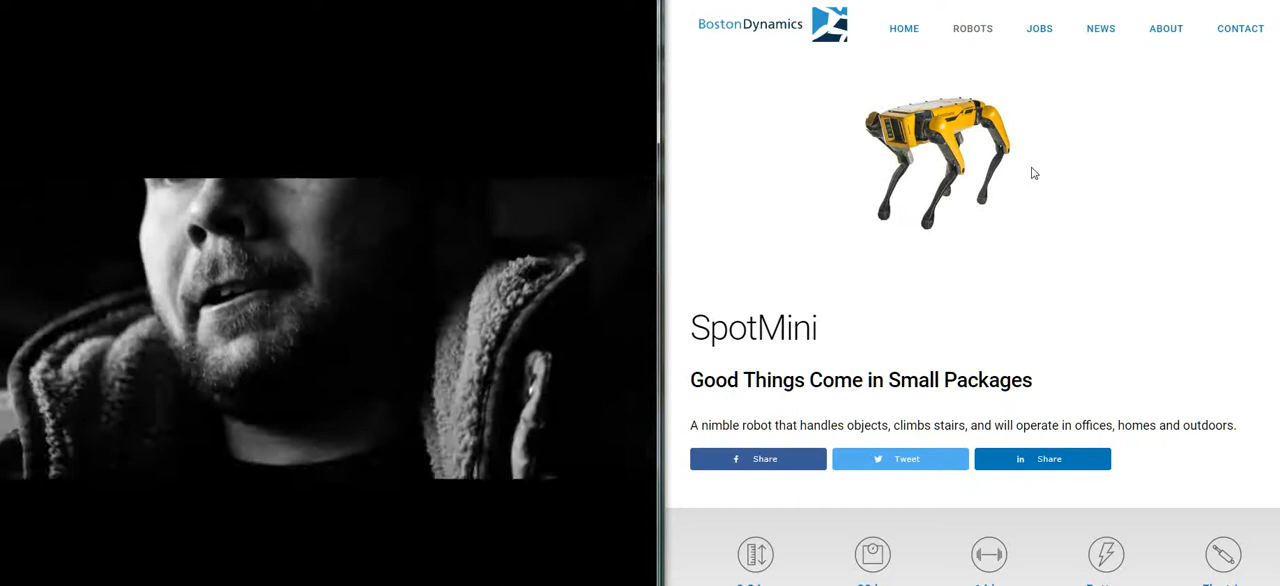 BostonDynamics
HOME ROBOTS JOBS NEWS ABOUT CONTACT
SpotMini
Good Things Come in Small Packages
A nimble robot that handles objects, climbs stairs, and will operate in offices, homes and outdoors.
Share Tweet Share